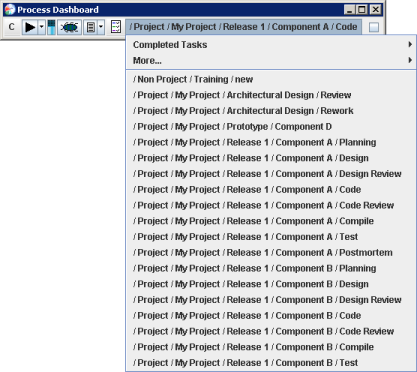 Process Dashboard
C / Project / My Project / Release 1 / Component A / Code
Completed Tasks
More...
/ Non Project / Training / new
/ Project / My Project / Architectural Design / Review
/ Project / My Project / Architectural Design / Rework
/ Project / My Project / Prototype / Component D
/ Project / My Project / Release 1 / Component A / Planning
/ Project / My Project / Release 1 / Component A / Design
/ Project / My Project / Release 1 / Component A / Design Review
/ Project / My Project / Release 1 / Component A / Code
/ Project / My Project / Release 1 / Component A / Code Review
/ Project / My Project / Release 1 / Component A / Compile
/ Project / My Project / Release 1 / Component A / Test
/ Project / My Project / Release 1 / Component A / Postmortem
/ Project / My Project / Release 1 / Component B / Planning
/ Project / My Project / Release 1 / Component B / Design
/ Project / My Project / Release 1 / Component B / Design Review
/ Project / My Project / Release 1 / Component B / Code
/ Project / My Project / Release 1 / Component B / Code Review
/ Project / My Project / Release 1 / Component B / Compile
/ Project / My Project / Release 1 / Component B / Test